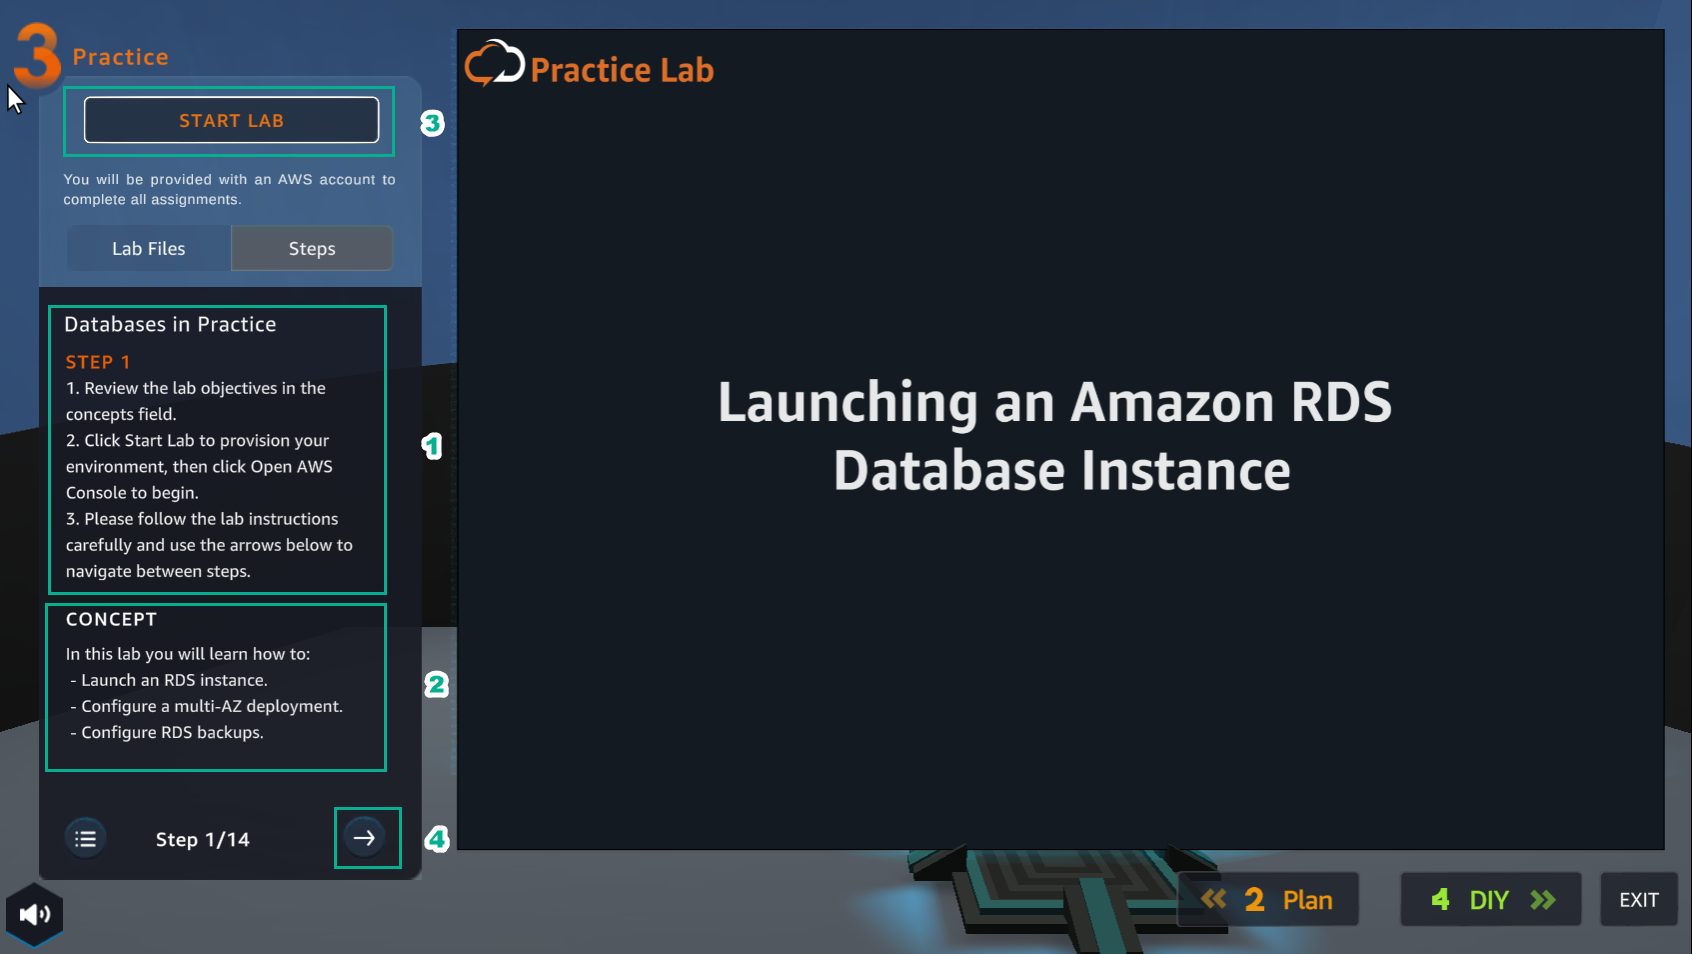 3 Practice
START LAB
3
You will be provided with an AWS account to
complete all assignments.
Lab Files
Steps
Databases in Practice
STEP 1
1. Review the lab objectives in the
concepts field.
2. Click Start Lab to provision your
environment, then click Open AWS
Console to begin.
3. Please follow the lab instructions
carefully and use the arrows below to
navigate between steps.
1
CONCEPT
In this lab you will learn how to:
- Launch an RDS instance.
- Configure a multi-AZ deployment.
- Configure RDS backups.
2
Step 1/14
4
Practice Lab
Launching an Amazon RDS
Database Instance
2 Plan
4 DIY
EXIT